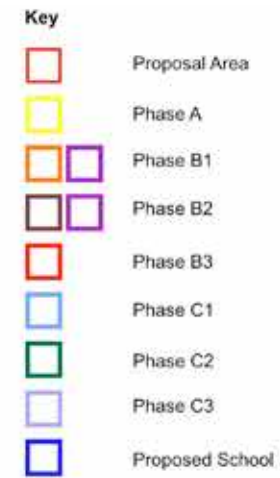 Key
Proposal Area
Phase A
Phase B1
Phase B2
Phase B3
Phase C1
Phase C2
Phase C3
Proposed School